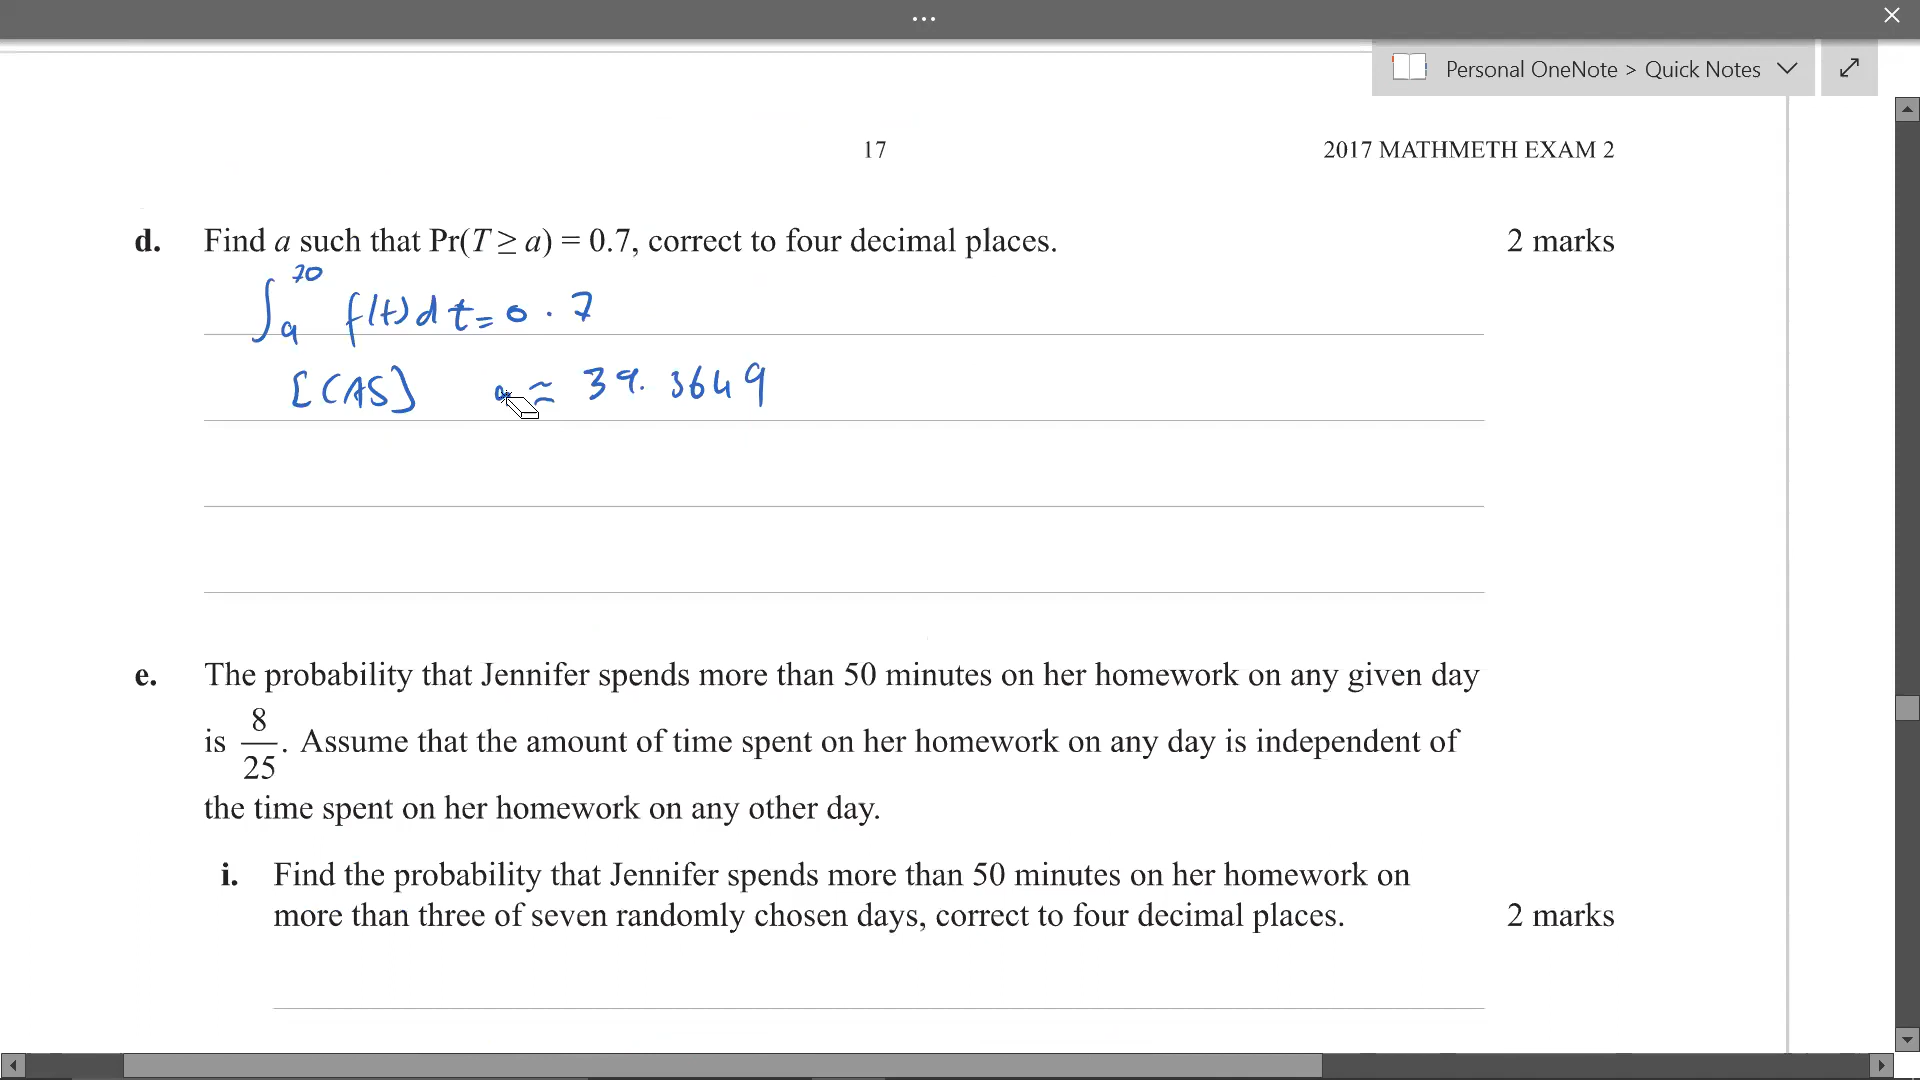 ...
Personal OneNote > Quick Notes
17 2017 MATHMETH EXAM 2
d. Find a such that Pr(T ≥ a) = 0.7, correct to four decimal places. 2 marks
∫ₐ⁷⁰ f(t)dt = 0.7
[CAS] a ≈ 39.3649
e. The probability that Jennifer spends more than 50 minutes on her homework on any given day
is 8/25. Assume that the amount of time spent on her homework on any day is independent of
the time spent on her homework on any other day.
i. Find the probability that Jennifer spends more than 50 minutes on her homework on
more than three of seven randomly chosen days, correct to four decimal places. 2 marks